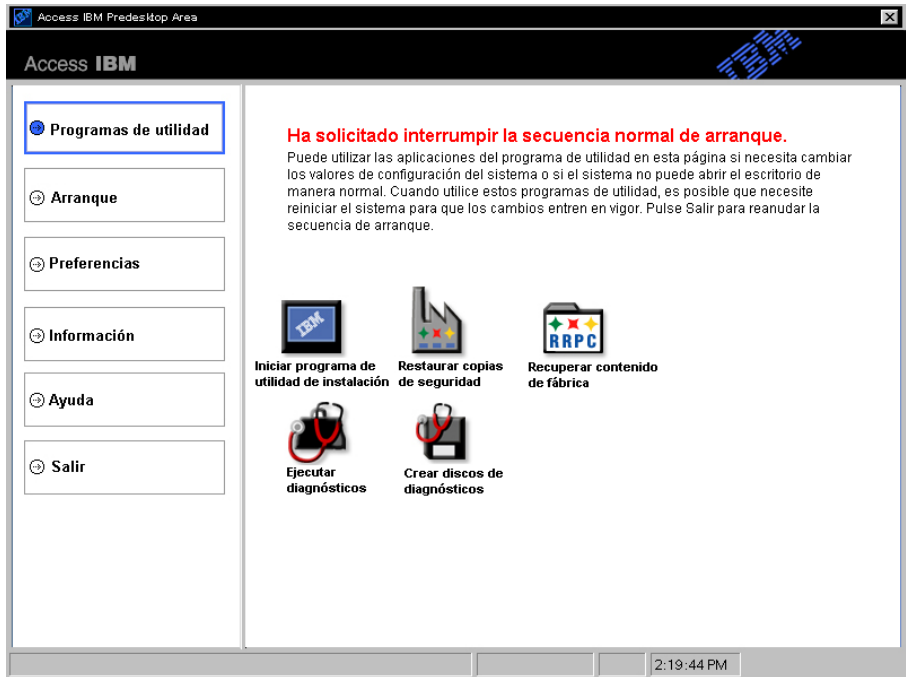 Access IBM Predesktop Area
Access IBM
IBM
Programas de utilidad
Arranque
Preferencias
Información
Ayuda
Salir
Ha solicitado interrumpir la secuencia normal de arranque.
Puede utilizar las aplicaciones del programa de utilidad en esta página si necesita cambiar
los valores de configuración del sistema o si el sistema no puede abrir el escritorio de
manera normal. Cuando utilice estos programas de utilidad, es posible que necesite
reiniciar el sistema para que los cambios entren en vigor. Pulse Salir para reanudar la
secuencia de arranque.
IBM
Iniciar programa de
utilidad de instalación
Restaurar copias
de seguridad
RRPC
Recuperar contenido
de fábrica
Ejecutar
diagnósticos
Crear discos de
diagnósticos
2:19:44 PM